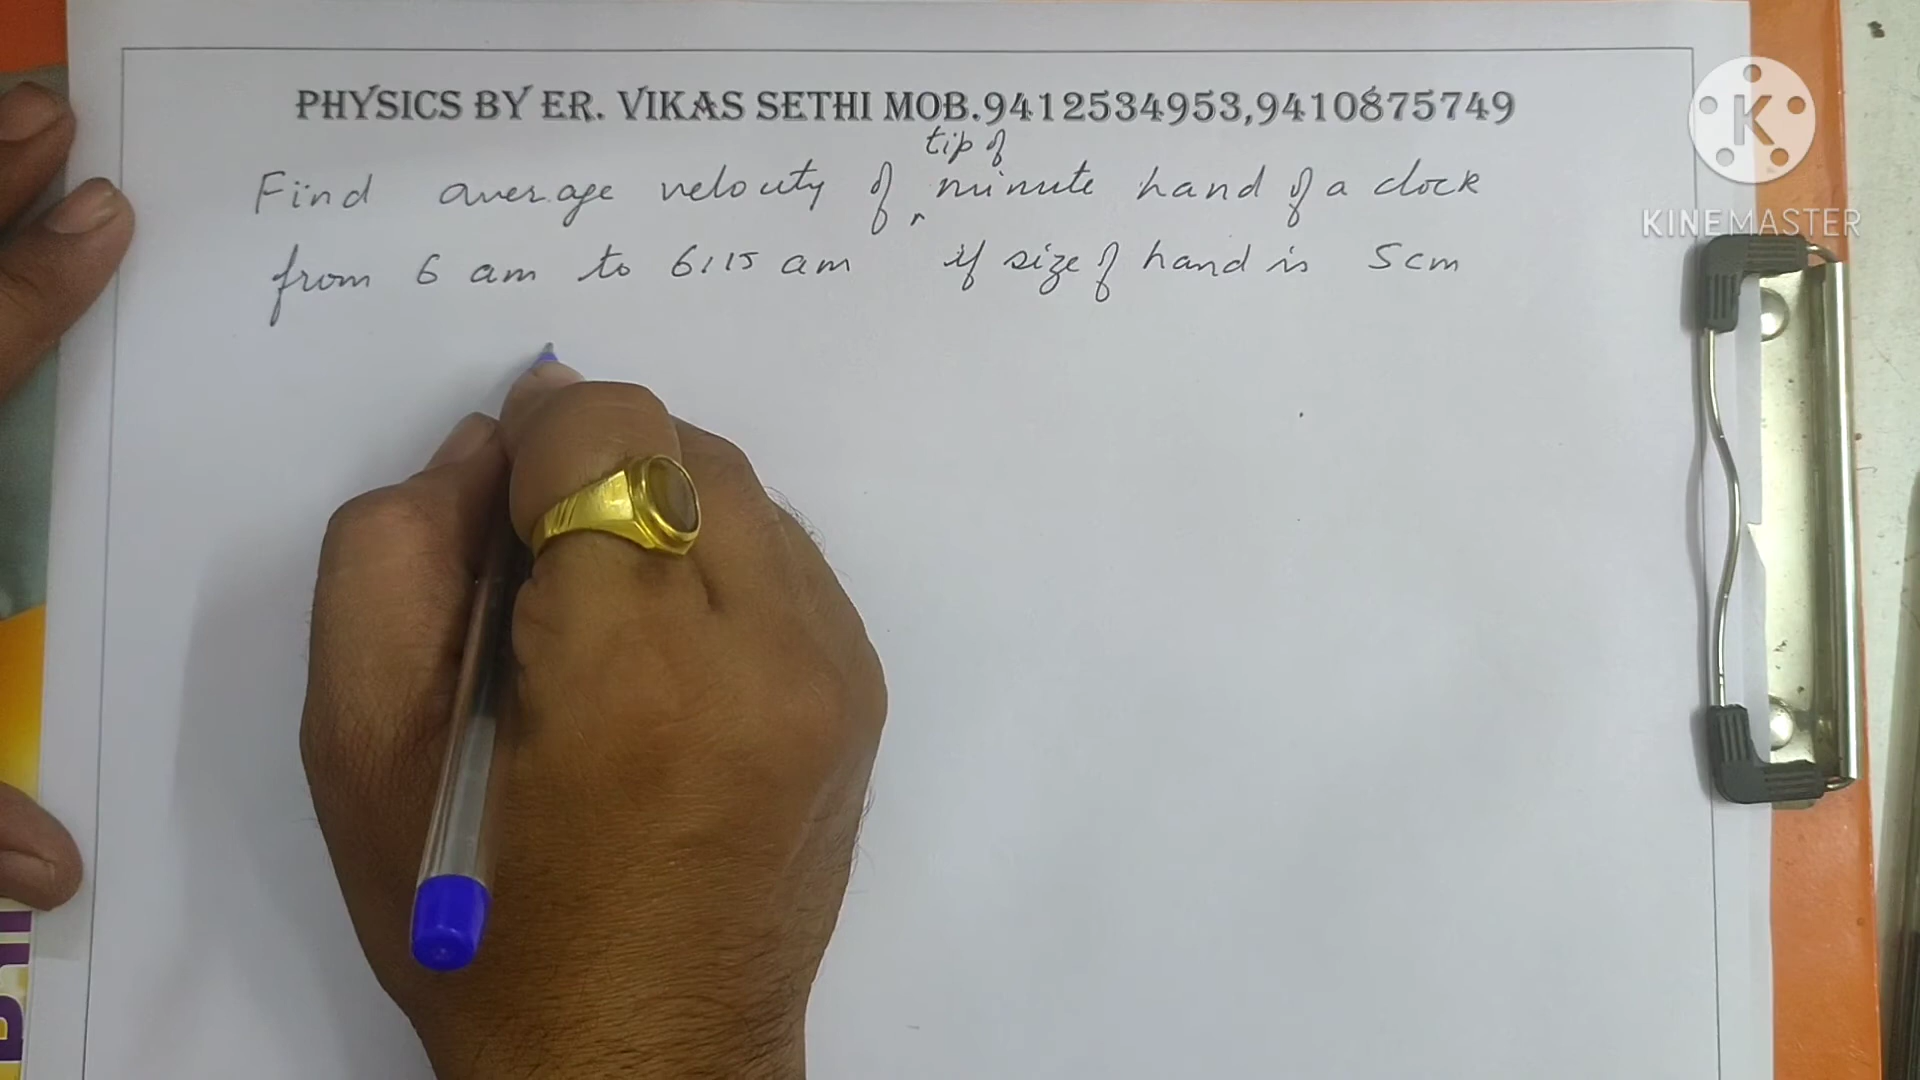 PHYSICS BY ER. VIKAS SETHI MOB.9412534953,9410875749
K
KINEMASTER
tip of
Find average velocity of minute hand of a clock
from 6 am to 6:15 am if size of hand is 5cm